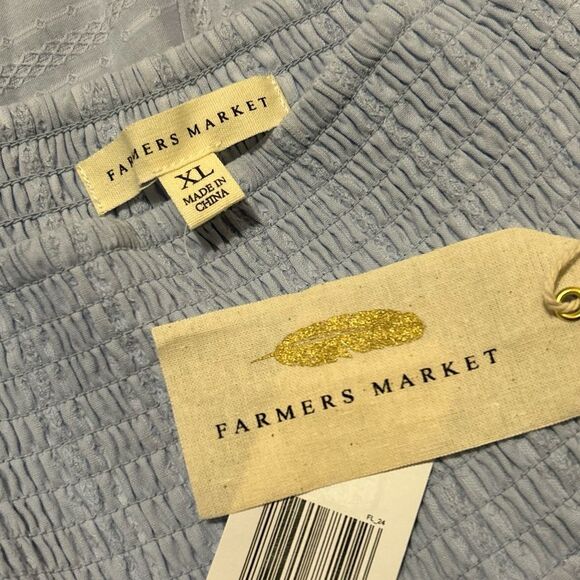 FARMERS MARKET
XL
MADE IN
CHINA
FARMERS MARKET
FL_24